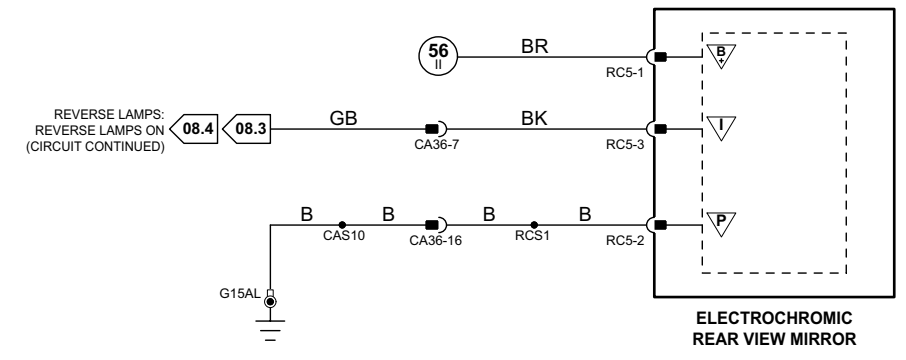 56
II
BR
RC5-1
B
+
REVERSE LAMPS:
REVERSE LAMPS ON
(CIRCUIT CONTINUED)
08.4
08.3
GB
CA36-7
BK
RC5-3
I
B
CAS10
B
CA36-16
B
RCS1
B
RC5-2
P
G15AL
ELECTROCHROMIC
REAR VIEW MIRROR